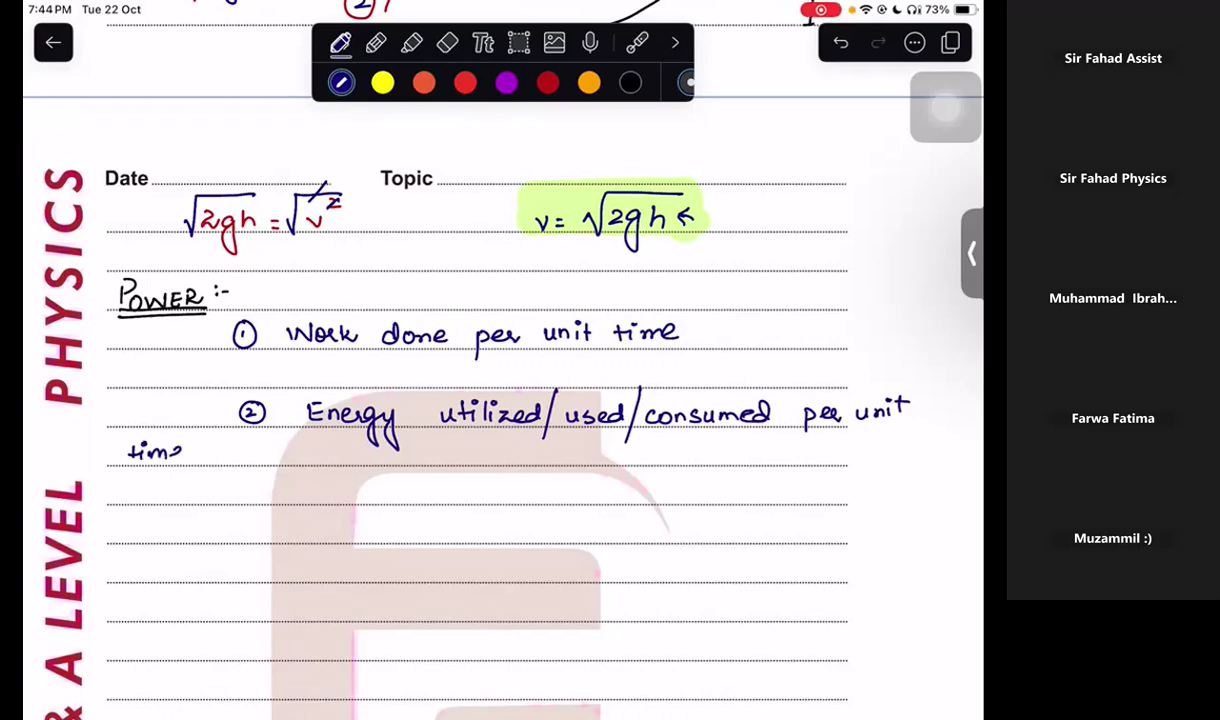 7:44 PM Tue 22 Oct
73%
Tt
Date Topic
√2gh = √v²
v = √2gh
POWER :-
① Work done per unit time
② Energy utilized/used/consumed per unit
time
PHYSICS
A LEVEL
&
Sir Fahad Assist
Sir Fahad Physics
Muhammad Ibrah...
Farwa Fatima
Muzammil :)